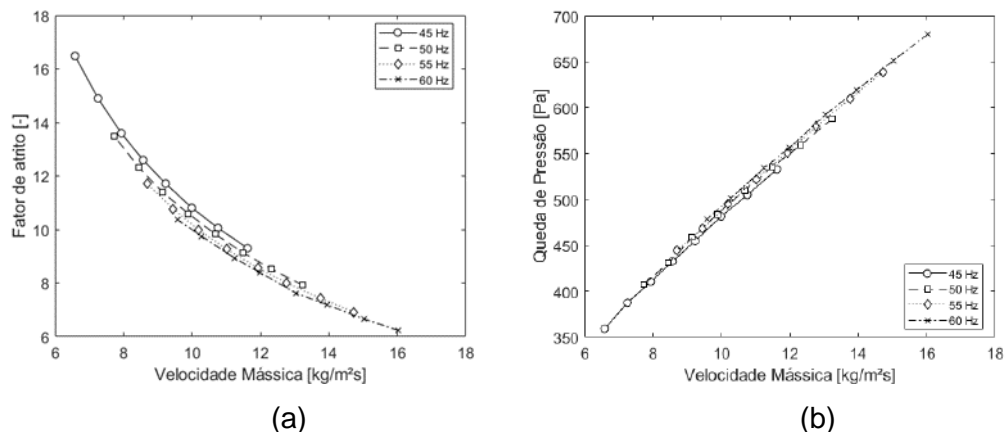 18
16
14
12
10
8
6
Fator de atrito [-]
6 8 10 12 14 16 18
Velocidade Mássica [kg/m²s]
45 Hz
50 Hz
55 Hz
60 Hz
(a)
700
650
600
550
500
450
400
350
Queda de Pressão [Pa]
6 8 10 12 14 16 18
Velocidade Mássica [kg/m²s]
45 Hz
50 Hz
55 Hz
60 Hz
(b)